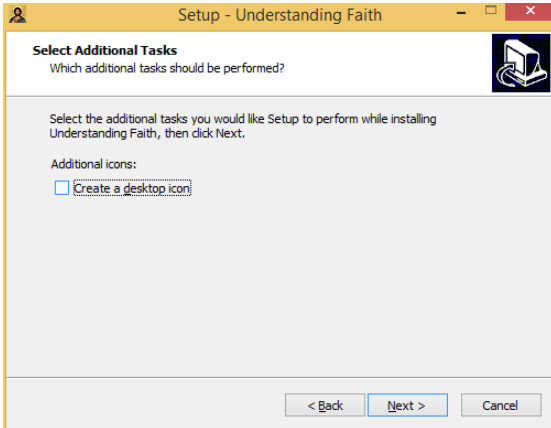 Setup - Understanding Faith
Select Additional Tasks
Which additional tasks should be performed?
Select the additional tasks you would like Setup to perform while installing
Understanding Faith, then click Next.
Additional icons:
Create a desktop icon
< Back
Next >
Cancel